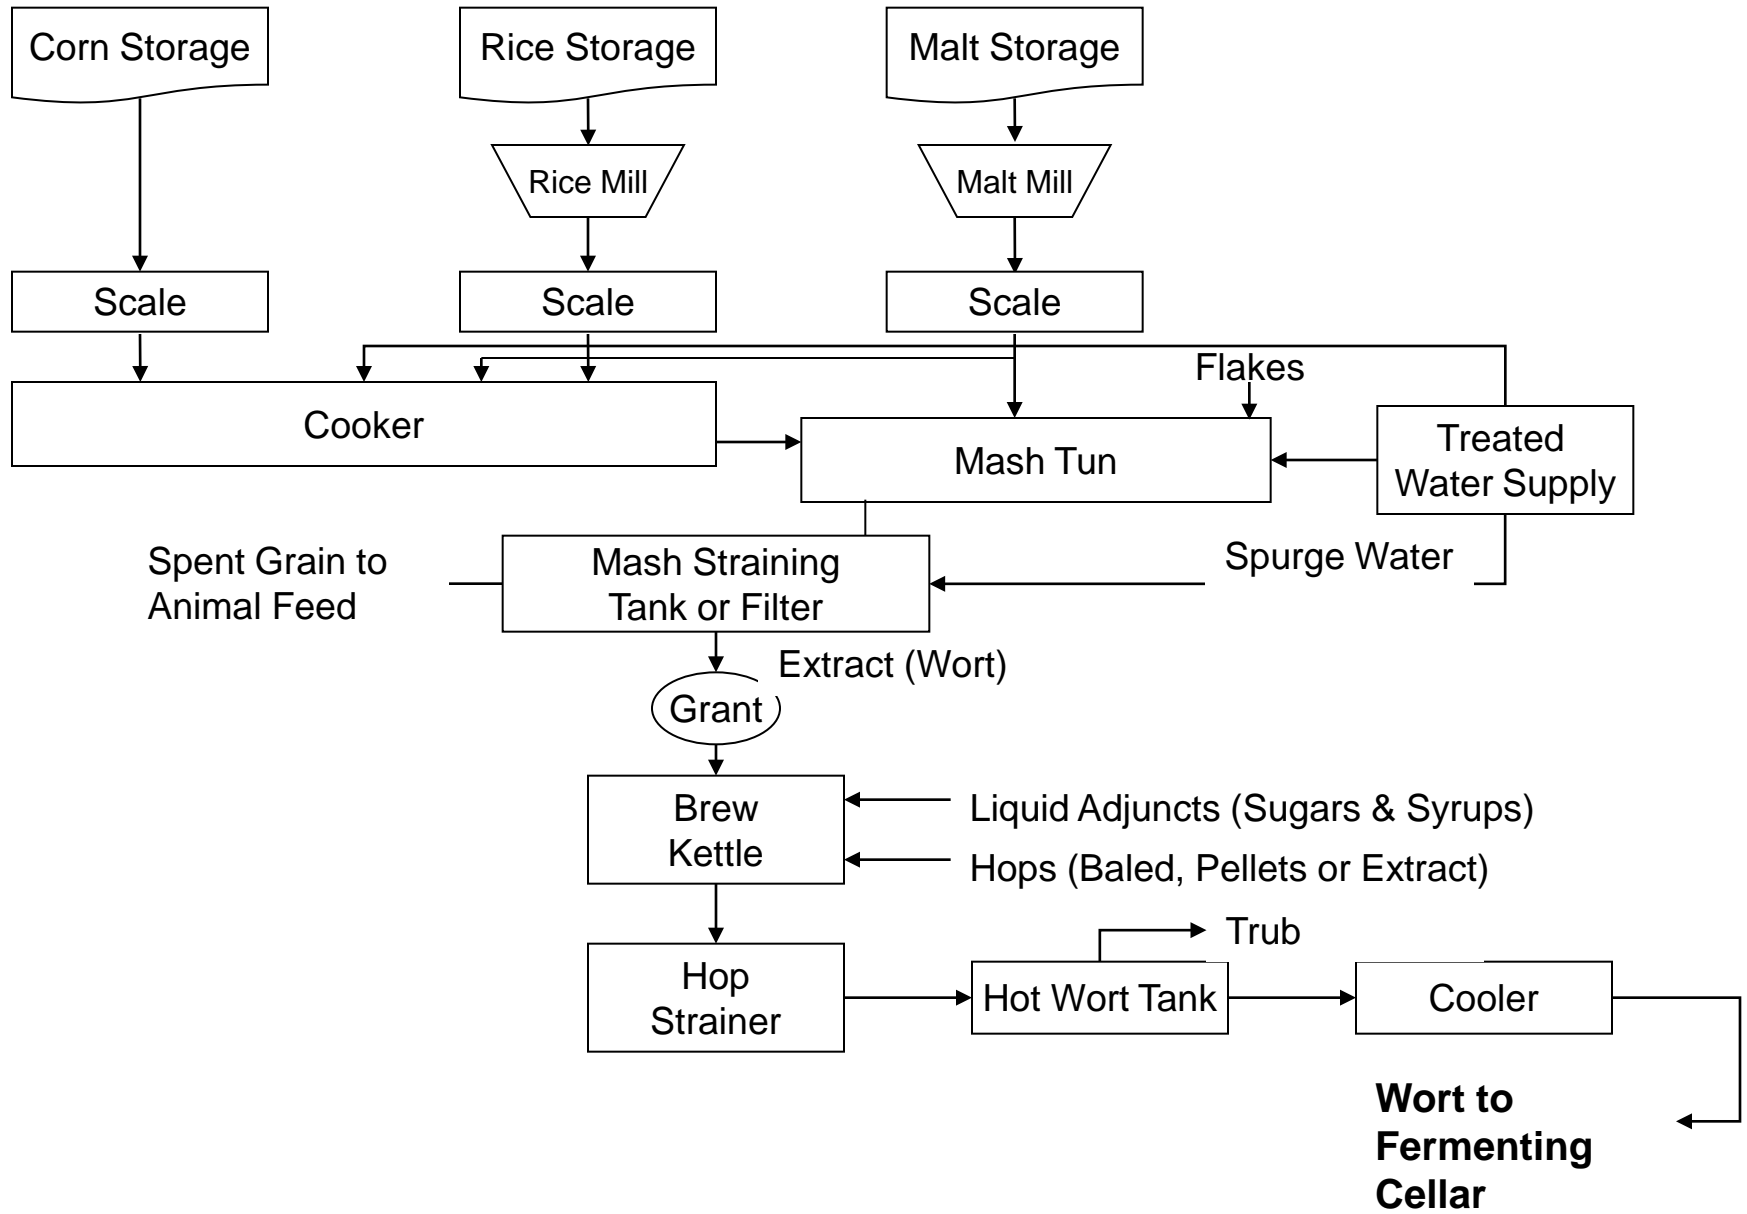 Corn Storage
Rice Storage
Malt Storage
Rice Mill
Malt Mill
Scale
Scale
Scale
Flakes
Cooker
Mash Tun
Treated
Water Supply
Spent Grain to
Animal Feed
Mash Straining
Tank or Filter
Spurge Water
Extract (Wort)
Grant
Brew
Kettle
Liquid Adjuncts (Sugars & Syrups)
Hops (Baled, Pellets or Extract)
Trub
Hop
Strainer
Hot Wort Tank
Cooler
Wort to
Fermenting
Cellar